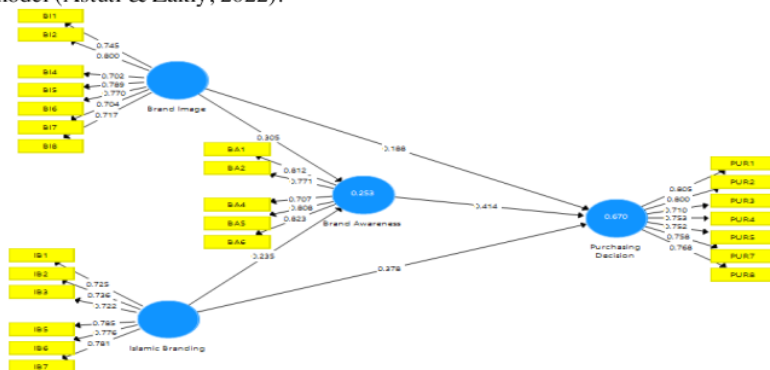 model (Astuti & Zakiy, 2022).
BI1
BI2
BI4
BI5
BI6
BI7
BI8
0.745
0.800
0.702
0.789
0.770
0.704
0.717
Brand Image
0.305
0.188
BA1
BA2
BA4
BA5
BA6
0.812
0.771
0.707
0.808
0.823
0.253
Brand Awareness
0.414
0.235
0.378
IB1
IB2
IB3
IB5
IB6
IB7
0.725
0.736
0.722
0.785
0.776
0.781
Islamic Branding
0.670
Purchasing
Decision
0.805
0.800
0.710
0.753
0.752
0.758
0.768
PUR1
PUR2
PUR3
PUR4
PUR5
PUR7
PUR8